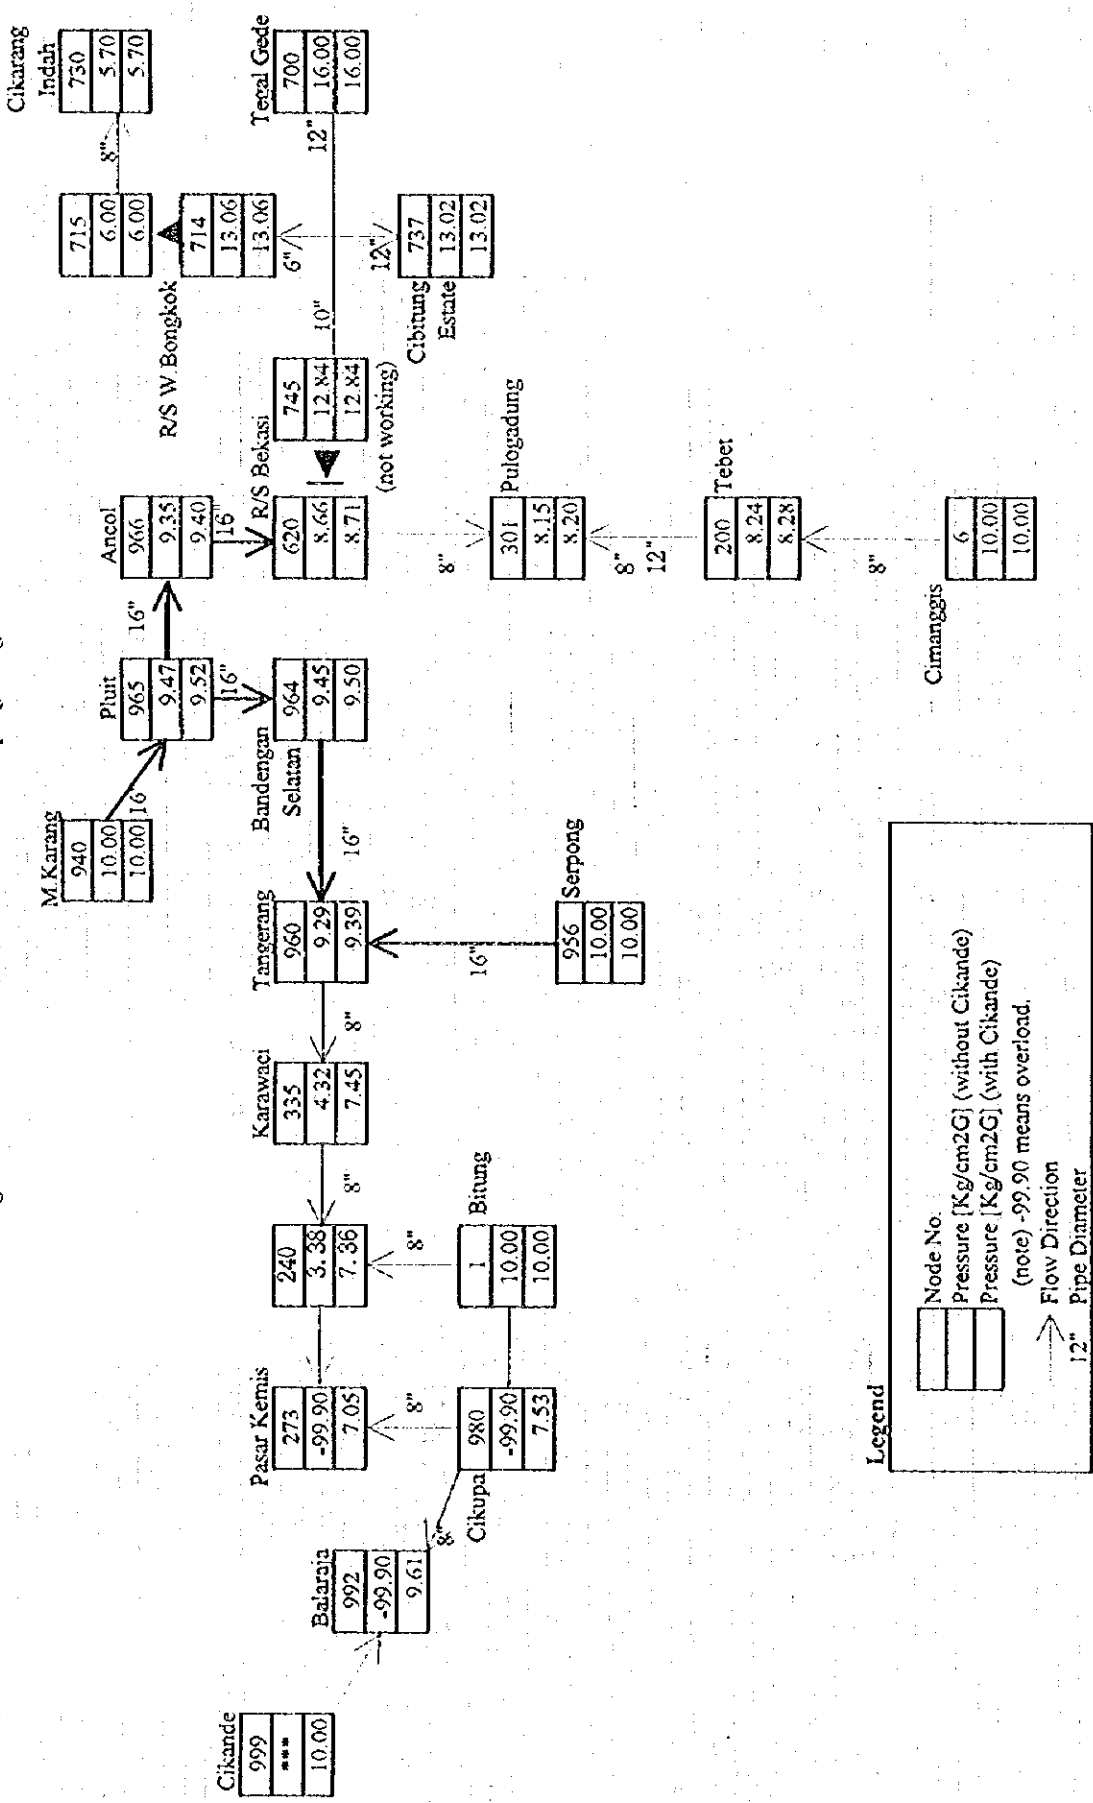 Cikarang
Indah
730
5.70
5.70
8"
715
6.00
6.00
714
13.06
13.06
R/S W.Bongkok
6"
12"
737
13.02
13.02
Cibitung
Estate
Tegal Gede
700
16.00
16.00
12"
10"
745
12.84
12.84
(not working)
R/S Bekasi
620
8.66
8.71
Ancol
966
9.35
9.40
16"
16"
Pluit
965
9.47
9.52
16"
M.Karang
940
10.00
10.00
16"
Bandengan
Selatan
964
9.45
9.50
16"
8"
Pulogadung
301
8.15
8.20
8"
12"
Tebet
200
8.24
8.28
8"
Cimanggis
6
10.00
10.00
Tangerang
960
9.29
9.39
16"
Serpong
956
10.00
10.00
8"
Karawaci
335
4.32
7.45
8"
240
3.38
7.36
8"
Bitung
1
10.00
10.00
Pasar Kemis
273
-99.90
7.05
8"
Cikupa
980
-99.90
7.53
8"
Balaraja
992
-99.90
9.61
Cikande
999
***
10.00
Legend
Node No.
Pressure [Kg/cm2G] (without Cikande)
Pressure [Kg/cm2G] (with Cikande)
(note) -99.90 means overload.
Flow Direction
12" Pipe Diameter